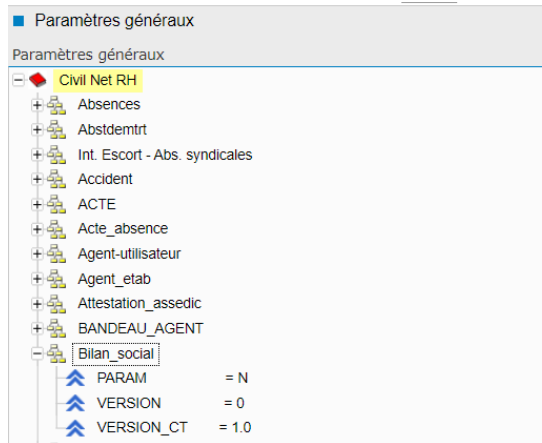 Paramètres généraux
Paramètres généraux
Civil Net RH
Absences
Abstdemtrt
Int. Escort - Abs. syndicales
Accident
ACTE
Acte_absence
Agent-utilisateur
Agent_etab
Attestation_assedic
BANDEAU_AGENT
Bilan_social
PARAM = N
VERSION = 0
VERSION_CT = 1.0